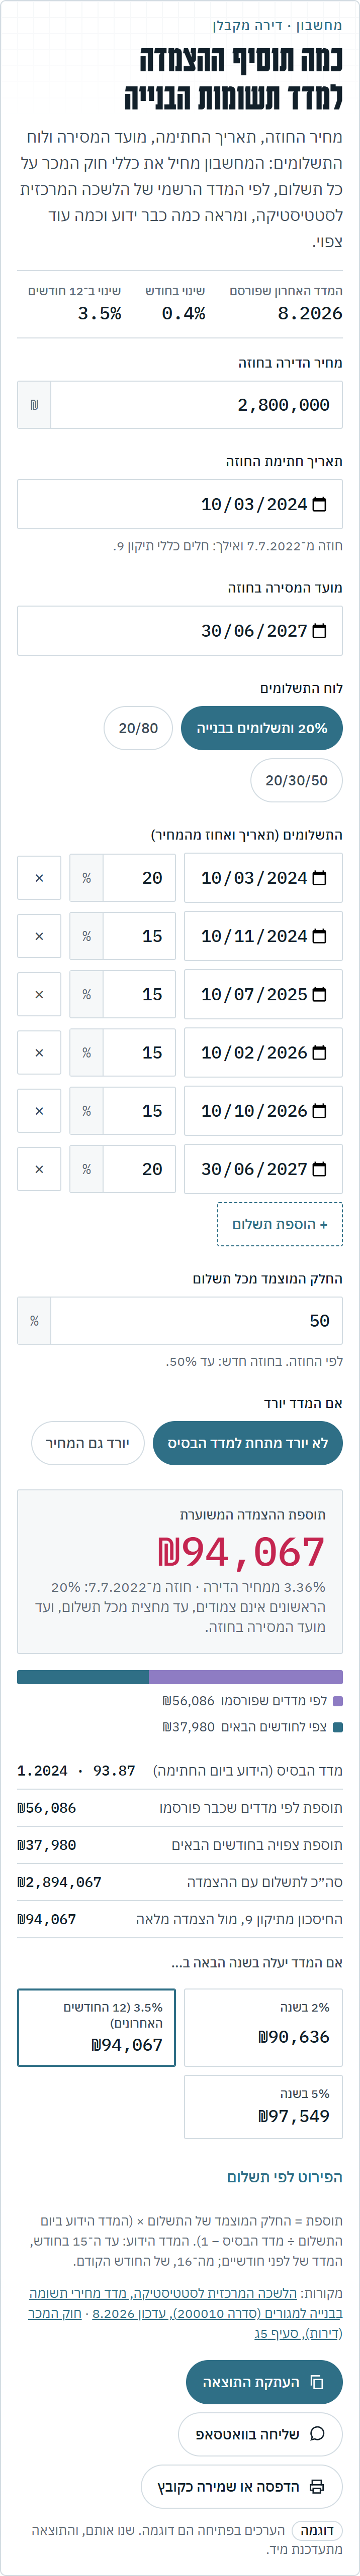 מחשבון · דירה מקבלן
כמה תוסיף ההצמדה
למדד תשומות הבנייה
מחיר החוזה, תאריך החתימה, מועד המסירה ולוח
התשלומים: המחשבון מחיל את כללי חוק המכר על
כל תשלום, לפי המדד הרשמי של הלשכה המרכזית
לסטטיסטיקה, ומראה כמה כבר ידוע וכמה עוד
צפוי.
המדד האחרון שפורסם שינוי בחודש שינוי ב־12 חודשים
8.2026 0.4% 3.5%
מחיר הדירה בחוזה
2,800,000 ₪
תאריך חתימת החוזה
10/03/2024
חוזה מ־7.7.2022 ואילך: חלים כללי תיקון 9.
מועד המסירה בחוזה
30/06/2027
לוח התשלומים
20% ותשלומים בבנייה 20/80
20/30/50
התשלומים (תאריך ואחוז מהמחיר)
10/03/2024 20 % ×
10/11/2024 15 % ×
10/07/2025 15 % ×
10/02/2026 15 % ×
10/10/2026 15 % ×
30/06/2027 20 % ×
+ הוספת תשלום
החלק המוצמד מכל תשלום
50 %
לפי החוזה. בחוזה חדש: עד 50%.
אם המדד יורד
לא יורד מתחת למדד הבסיס יורד גם המחיר
תוספת ההצמדה המשוערת
₪94,067
3.36% ממחיר הדירה · חוזה מ־7.7.2022: 20%
הראשונים אינם צמודים, עד מחצית מכל תשלום, ועד
מועד המסירה בחוזה.
לפי מדדים שפורסמו ₪56,086
צפי לחודשים הבאים ₪37,980
מדד הבסיס (הידוע ביום החתימה) 93.87 · 1.2024
תוספת לפי מדדים שכבר פורסמו ₪56,086
תוספת צפויה בחודשים הבאים ₪37,980
סה״כ לתשלום עם ההצמדה ₪2,894,067
החיסכון מתיקון 9, מול הצמדה מלאה ₪94,067
אם המדד יעלה בשנה הבאה ב...
2% בשנה
₪90,636
3.5% (12 החודשים
האחרונים)
₪94,067
5% בשנה
₪97,549
הפירוט לפי תשלום
תוספת = החלק המוצמד של התשלום × (המדד הידוע ביום
התשלום ÷ מדד הבסיס − 1). המדד הידוע: עד ה־15 בחודש,
המדד של לפני חודשיים; מה־16, של החודש הקודם.
מקורות: הלשכה המרכזית לסטטיסטיקה, מדד מחירי תשומה
בבנייה למגורים (סדרה 200010), עדכון 8.2026 · חוק המכר
(דירות), סעיף 5ג
העתקת התוצאה
שליחה בוואטסאפ
הדפסה או שמירה כקובץ
דוגמה הערכים בפתיחה הם דוגמה. שנו אותם, והתוצאה
מתעדכנת מיד.